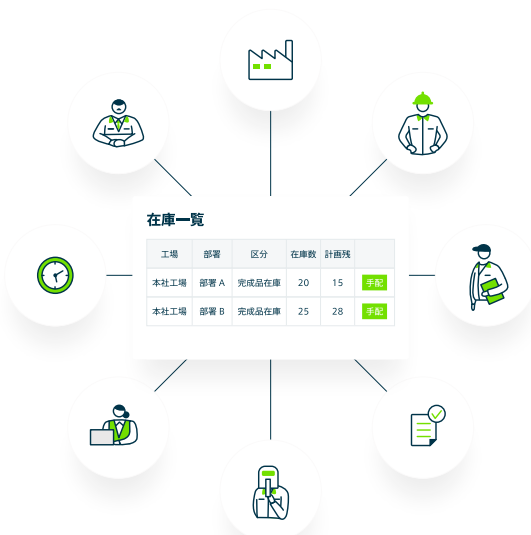 在庫一覧
工場 部署 区分 在庫数 計画残
本社工場 部署 A 完成品在庫 20 15 手配
本社工場 部署 B 完成品在庫 25 28 手配